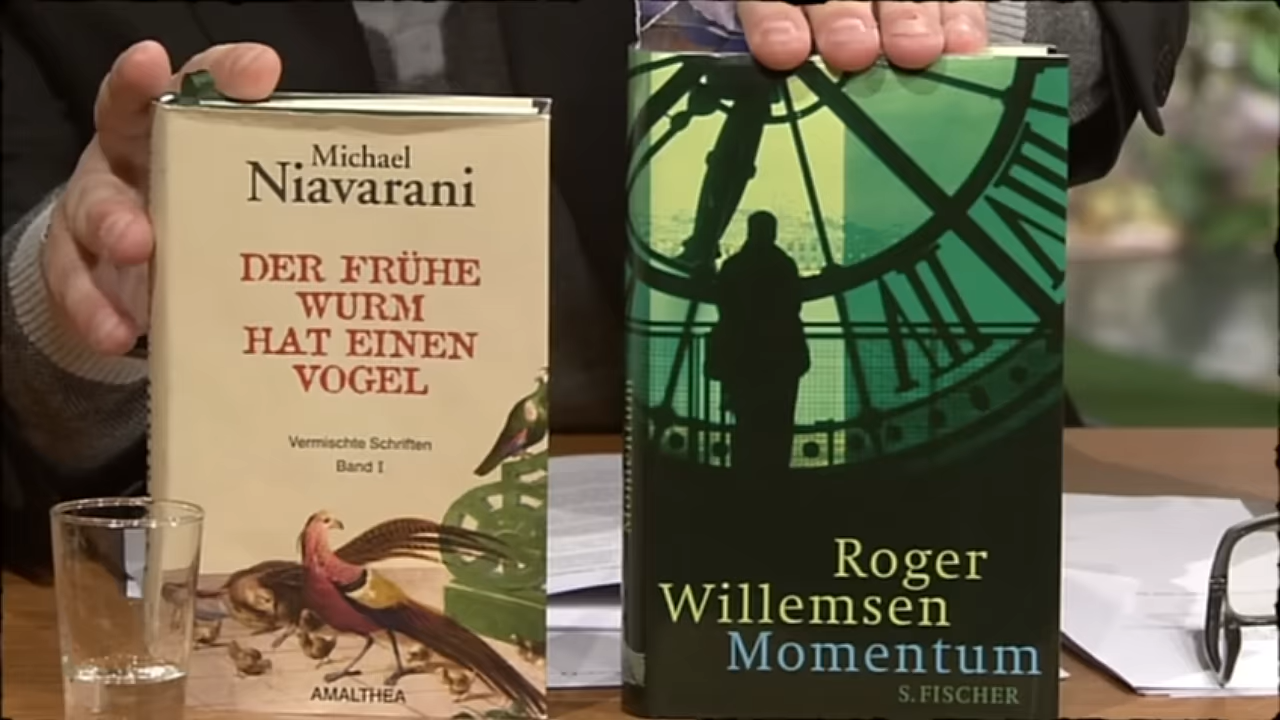 Michael
Niavarani
DER FRÜHE
WURM
HAT EINEN
VOGEL
Vermischte Schriften
Band I
AMALTHEA
Roger
Willemsen
Momentum
S. FISCHER